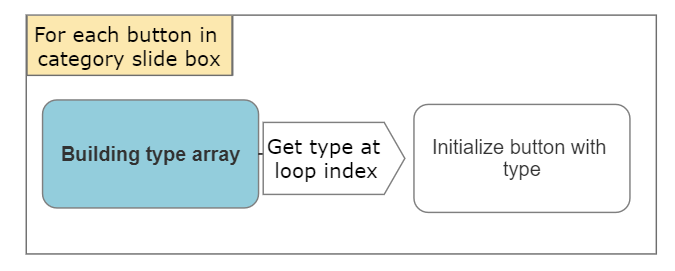 For each button in
category slide box
Building type array
Get type at
loop index
Initialize button with
type